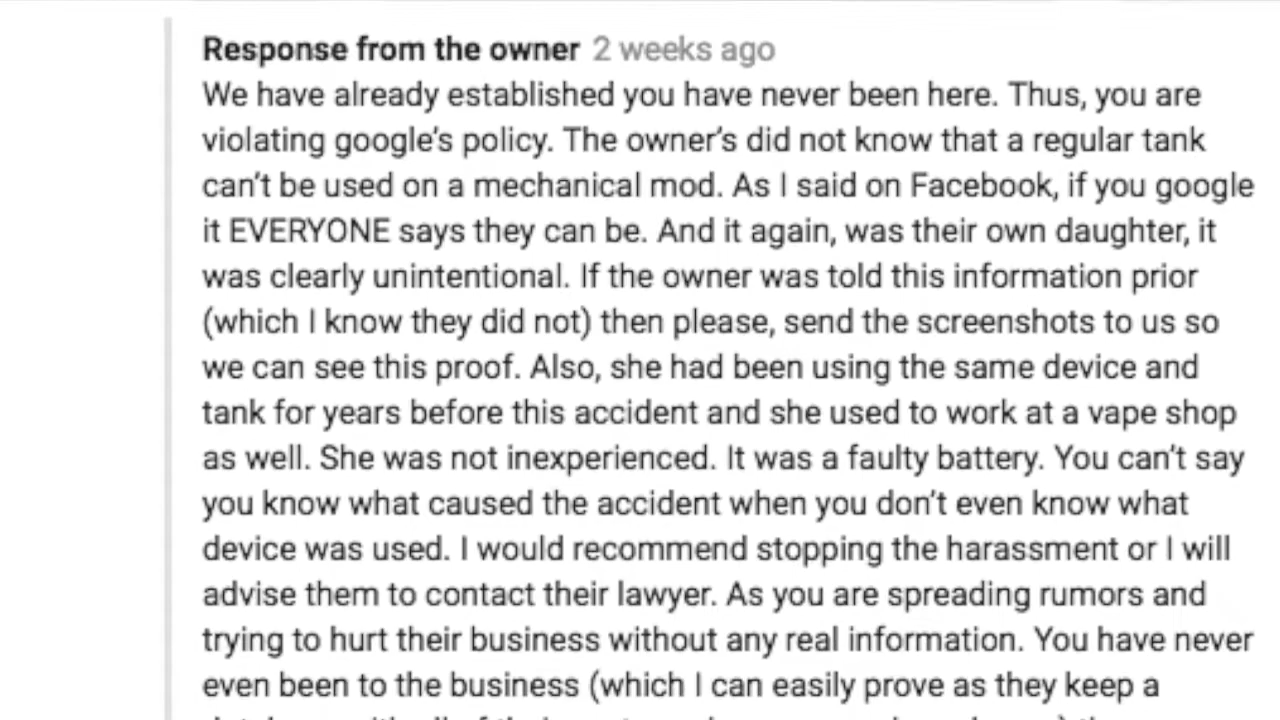 Response from the owner 2 weeks ago
We have already established you have never been here. Thus, you are
violating google's policy. The owner's did not know that a regular tank
can't be used on a mechanical mod. As I said on Facebook, if you google
it EVERYONE says they can be. And it again, was their own daughter, it
was clearly unintentional. If the owner was told this information prior
(which I know they did not) then please, send the screenshots to us so
we can see this proof. Also, she had been using the same device and
tank for years before this accident and she used to work at a vape shop
as well. She was not inexperienced. It was a faulty battery. You can't say
you know what caused the accident when you don't even know what
device was used. I would recommend stopping the harassment or I will
advise them to contact their lawyer. As you are spreading rumors and
trying to hurt their business without any real information. You have never
even been to the business (which I can easily prove as they keep a